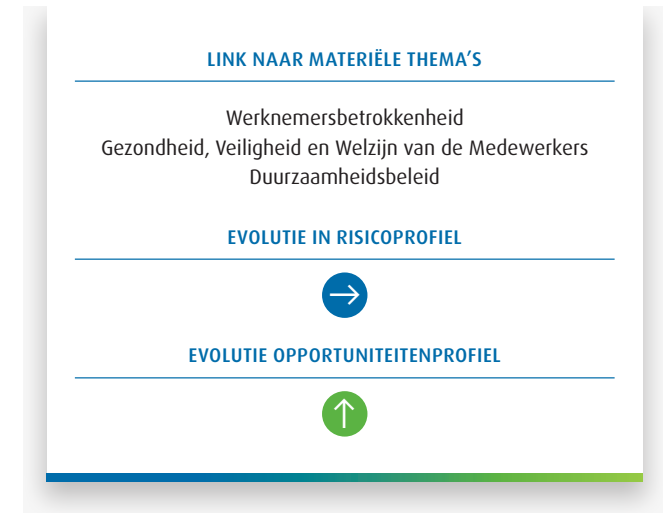 LINK NAAR MATERIËLE THEMA’S
Werknemersbetrokkenheid
Gezondheid, Veiligheid en Welzijn van de Medewerkers
Duurzaamheidsbeleid
EVOLUTIE IN RISICOPROFIEL
EVOLUTIE OPPORTUNITEITENPROFIEL